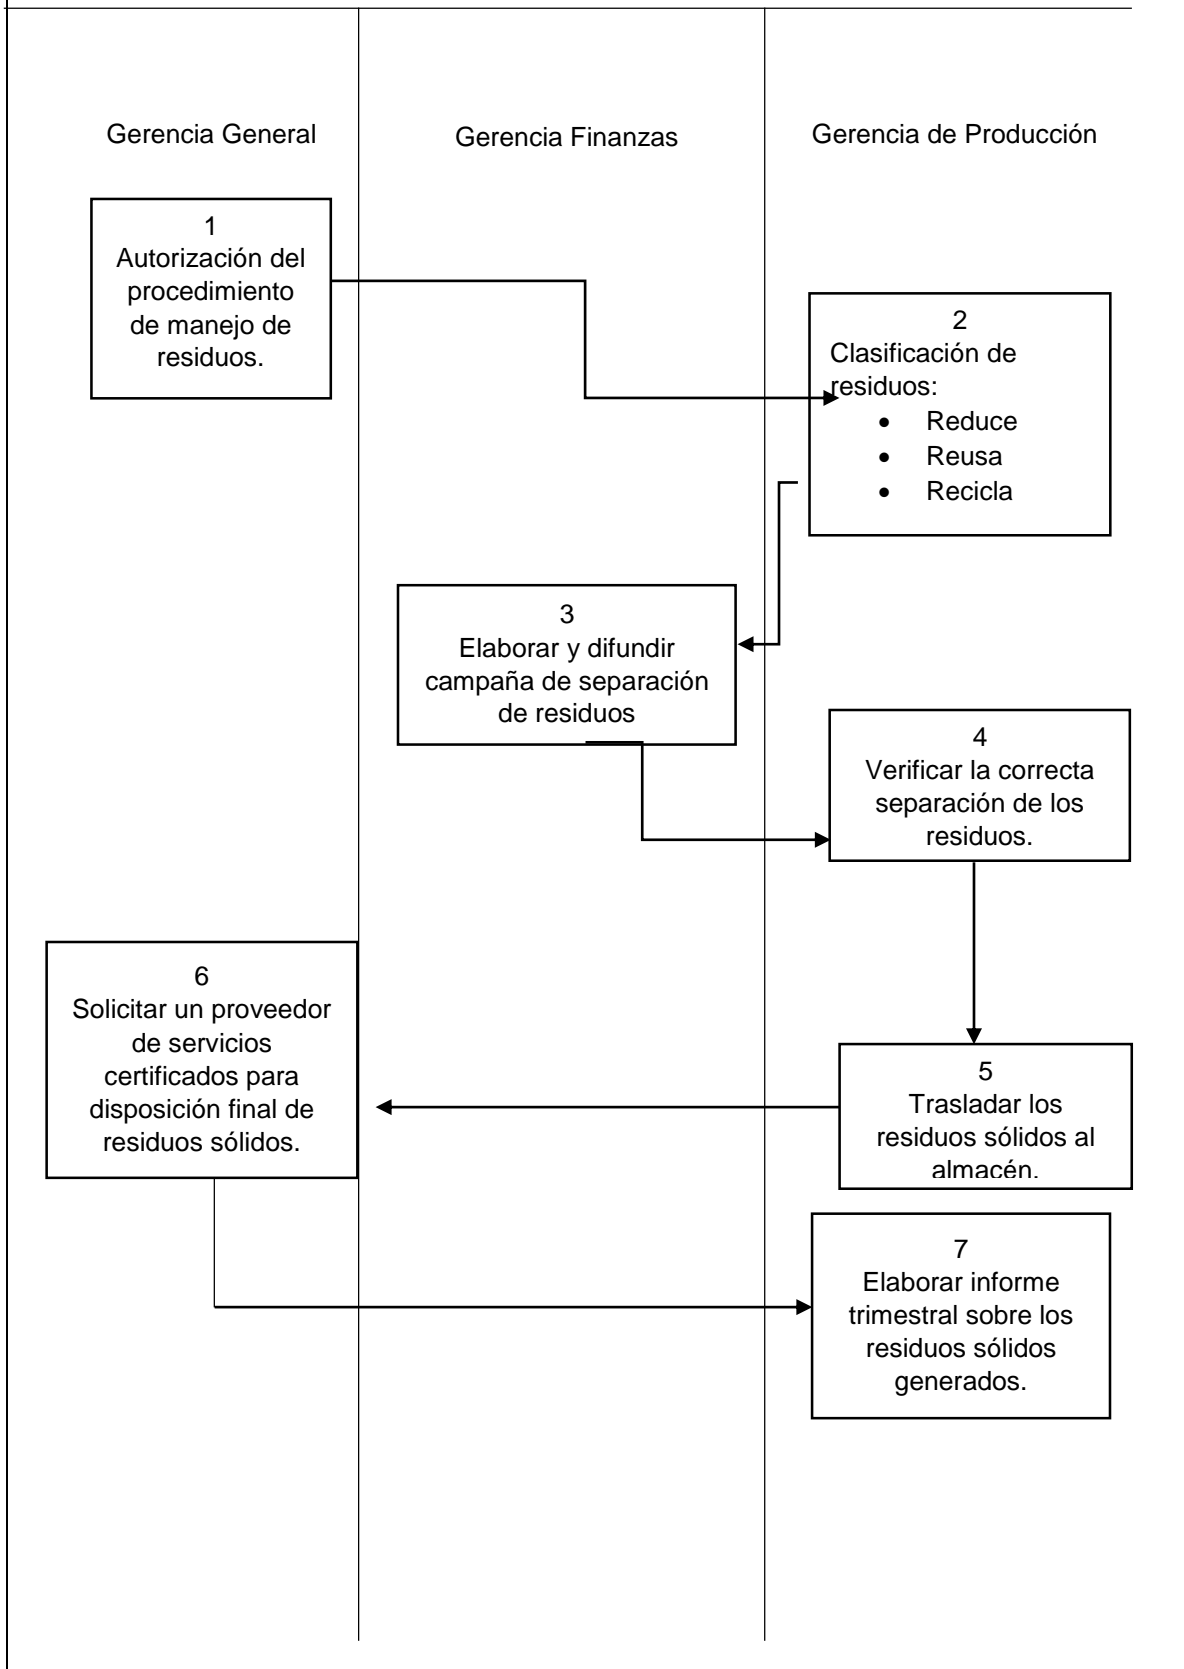 Gerencia General
Gerencia Finanzas
Gerencia de Producción
1
Autorización del
procedimiento
de manejo de
residuos.
2
Clasificación de
residuos:
• Reduce
• Reusa
• Recicla
3
Elaborar y difundir
campaña de separación
de residuos
4
Verificar la correcta
separación de los
residuos.
5
Trasladar los
residuos sólidos al
almacén.
6
Solicitar un proveedor
de servicios
certificados para
disposición final de
residuos sólidos.
7
Elaborar informe
trimestral sobre los
residuos sólidos
generados.